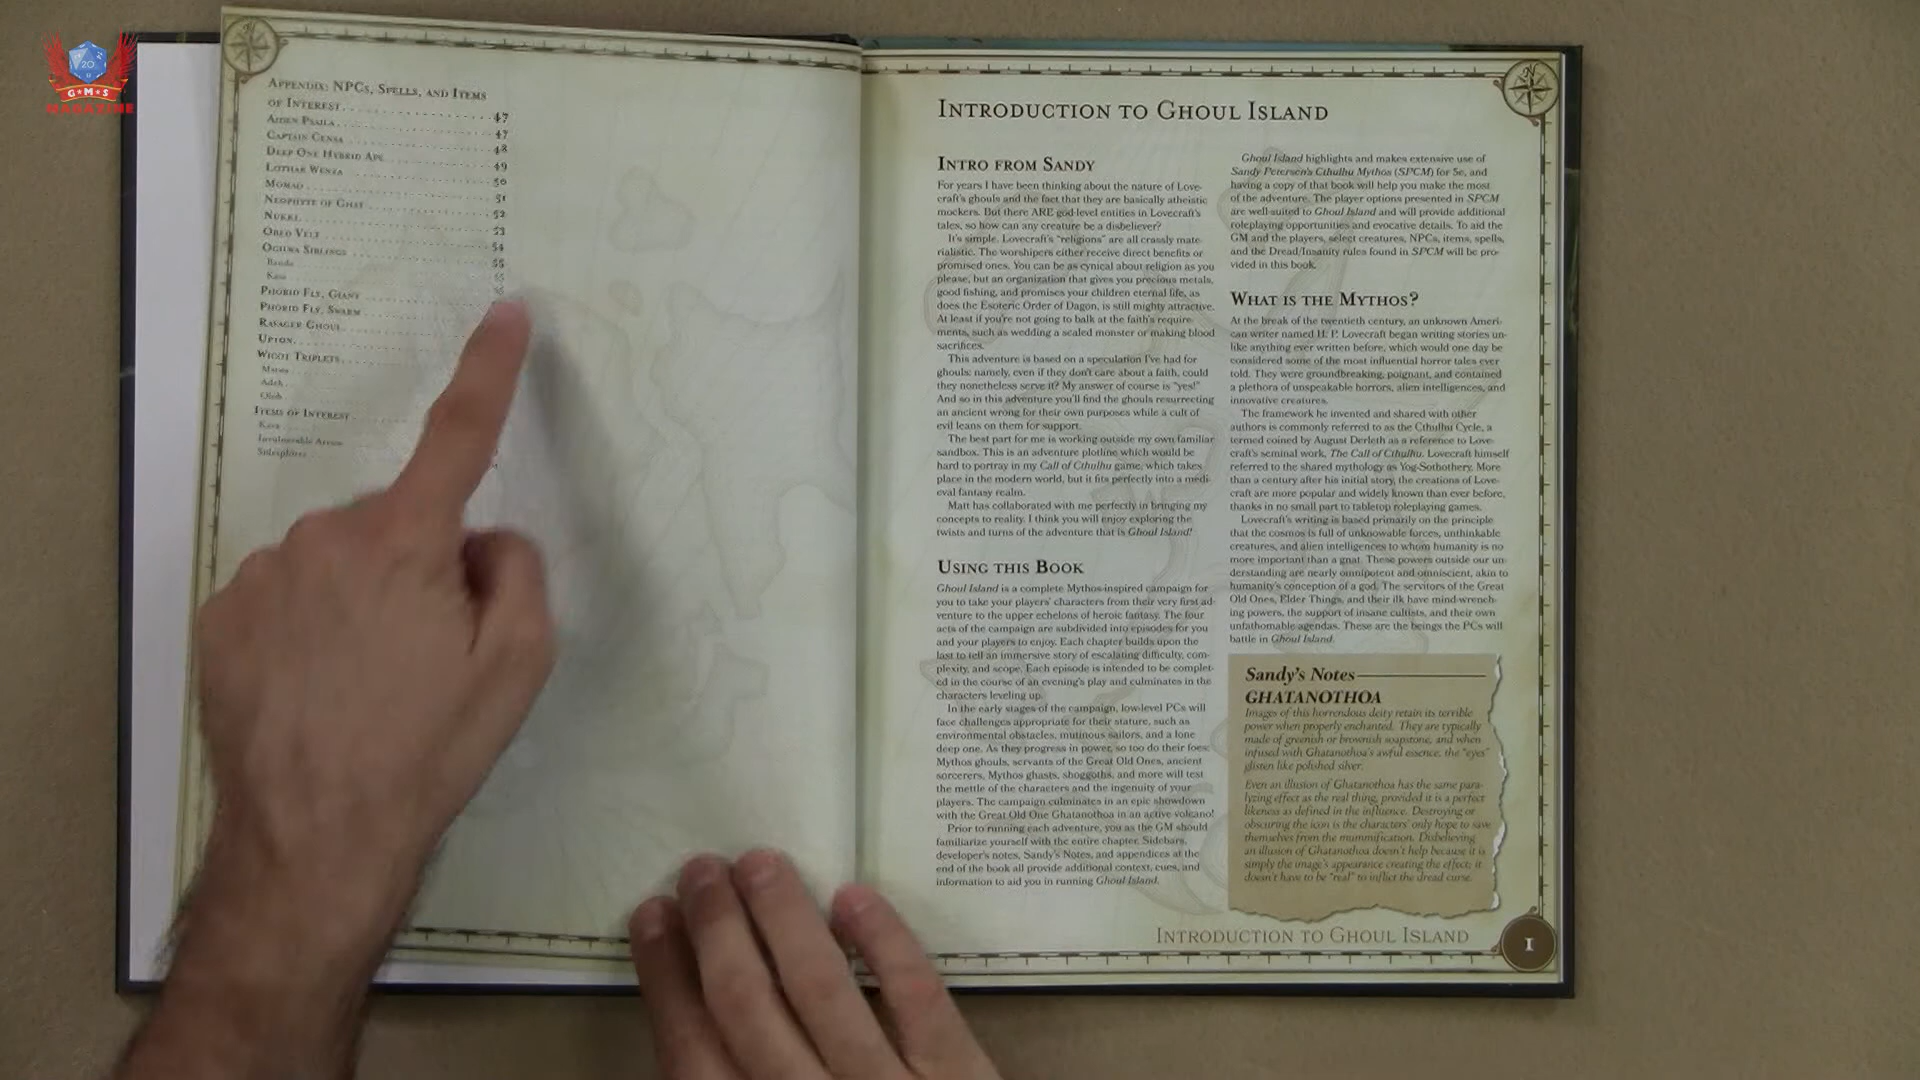 20
G★M★S
MAGAZINE
APPENDIX: NPCS, SPELLS, AND ITEMS
OF INTEREST 47
AIDEN PSAILA 47
CAPTAIN CENSA 48
DEEP ONE HYBRID APE 49
LOTHAR WENZA 50
MOMAD 51
NEOPHYTE OF GHAT 52
NUKKL 53
OBED VELT 54
OGIURA SIBLINGS 55
Kaso
PHORID FLY, GIANT
PHORID FLY, SWARM
RAVAGER GHOUL
UPTON
WIGOT TRIPLETS
Adeh
ITEMS OF INTEREST
Invulnerable Armor
INTRODUCTION TO GHOUL ISLAND
INTRO FROM SANDY
For years I have been thinking about the nature of Love-
craft's ghouls and the fact that they are basically atheistic
mockers. But there ARE god-level entities in Lovecraft's
tales, so how can any creature be a disbeliever?
It's simple. Lovecraft's "religions" are all crassly mate-
rialistic. The worshipers either receive direct benefits or
promised ones. You can be as cynical about religion as you
please, but an organization that gives you precious metals,
good fishing, and promises your children eternal life, as
does the Esoteric Order of Dagon, is still mighty attractive.
At least if you're not going to balk at the faith's require-
ments, such as wedding a scaled monster or making blood
sacrifices.
This adventure is based on a speculation I've had for
ghouls: namely, even if they don't care about a faith, could
they nonetheless serve it? My answer of course is "yes!"
And so in this adventure you'll find the ghouls resurrecting
an ancient wrong for their own purposes while a cult of
evil leans on them for support.
The best part for me is working outside my own familiar
sandbox. This is an adventure plotline which would be
hard to portray in my Call of Cthulhu game, which takes
place in the modern world, but it fits perfectly into a medi-
eval fantasy realm.
Matt has collaborated with me perfectly in bringing my
concepts to reality. I think you will enjoy exploring the
twists and turns of the adventure that is Ghoul Island!
USING THIS BOOK
Ghoul Island is a complete Mythos-inspired campaign for
you to take your players' characters from their very first ad-
venture to the upper echelons of heroic fantasy. The four
acts of the campaign are subdivided into episodes for you
and your players to enjoy. Each chapter builds upon the
last to tell an immersive story of escalating difficulty, com-
plexity, and scope. Each episode is intended to be complet-
ed in the course of an evening's play and culminates in the
characters leveling up.
In the early stages of the campaign, low-level PCs will
face challenges appropriate for their stature, such as
environmental obstacles, mutinous sailors, and a lone
deep one. As they progress in power, so too do their foes:
Mythos ghouls, servants of the Great Old Ones, ancient
sorcerers, Mythos ghasts, shoggoths, and more will test
the mettle of the characters and the ingenuity of your
players. The campaign culminates in an epic showdown
with the Great Old One Ghatanothoa in an active volcano!
Prior to running each adventure, you as the GM should
familiarize yourself with the entire chapter. Sidebars,
developer's notes, Sandy's Notes, and appendices at the
end of the book all provide additional context, cues, and
information to aid you in running Ghoul Island.
Ghoul Island highlights and makes extensive use of
Sandy Petersen's Cthulhu Mythos (SPCM) for 5e, and
having a copy of that book will help you make the most
of the adventure. The player options presented in SPCM
are well-suited to Ghoul Island and will provide additional
roleplaying opportunities and evocative details. To aid the
GM and the players, select creatures, NPCs, items, spells,
and the Dread/Insanity rules found in SPCM will be pro-
vided in this book.
WHAT IS THE MYTHOS?
At the break of the twentieth century, an unknown Ameri-
can writer named H. P. Lovecraft began writing stories un-
like anything ever written before, which would one day be
considered some of the most influential horror tales ever
told. They were groundbreaking, poignant, and contained
a plethora of unspeakable horrors, alien intelligences, and
innovative creatures.
The framework he invented and shared with other
authors is commonly referred to as the Cthulhu Cycle, a
termed coined by August Derleth as a reference to Love-
craft's seminal work, The Call of Cthulhu. Lovecraft himself
referred to the shared mythology as Yog-Sothothery. More
than a century after his initial story, the creations of Love-
craft are more popular and widely known than ever before,
thanks in no small part to tabletop roleplaying games.
Lovecraft's writing is based primarily on the principle
that the cosmos is full of unknowable forces, unthinkable
creatures, and alien intelligences to whom humanity is no
more important than a gnat. These powers outside our un-
derstanding are nearly omnipotent and omniscient, akin to
humanity's conception of a god. The servitors of the Great
Old Ones, Elder Things, and their ilk have mind-wrench-
ing powers, the support of insane cultists, and their own
unfathomable agendas. These are the beings the PCs will
battle in Ghoul Island.
Sandy's Notes
GHATANOTHOA
Images of this horrendous deity retain its terrible
power when properly enchanted. They are typically
made of greenish or brownish soapstone, and when
infused with Ghatanothoa's awful essence, the "eyes"
glisten like polished silver.
Even an illusion of Ghatanothoa has the same para-
lyzing effect as the real thing, provided it is a perfect
likeness as defined in the influence. Destroying or
obscuring the icon is the characters' only hope to save
themselves from the mummification. Disbelieving
an illusion of Ghatanothoa doesn't help because it is
simply the image's appearance creating the effect; it
doesn't have to be "real" to inflict the dread curse.
INTRODUCTION TO GHOUL ISLAND
1